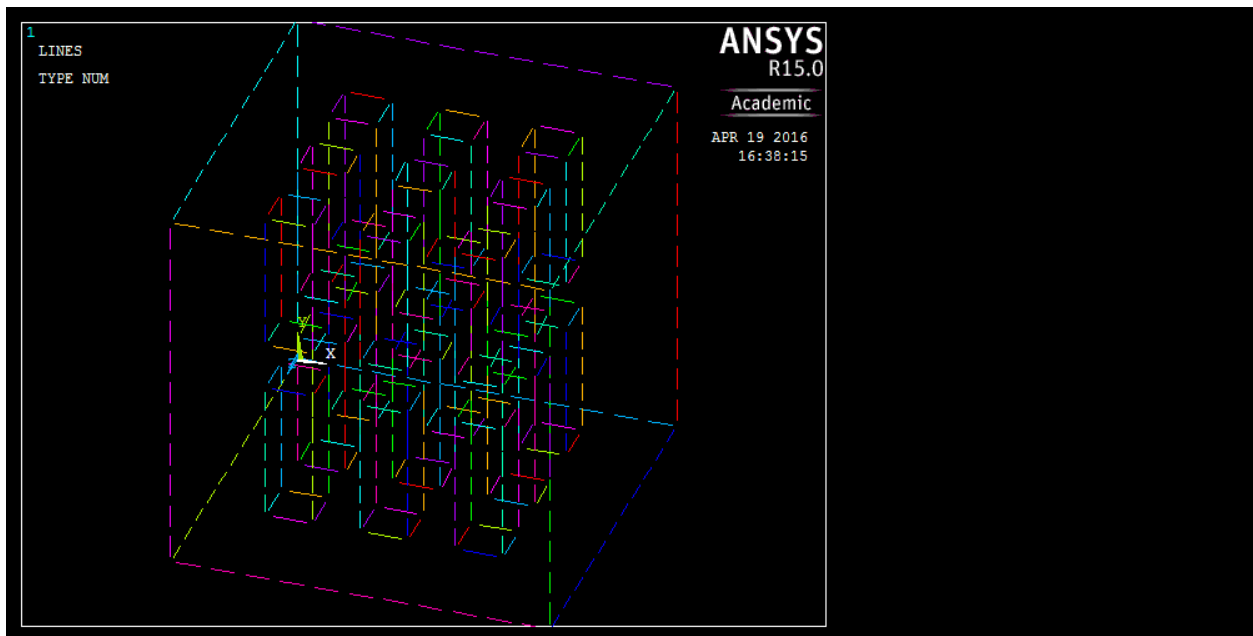 1
LINES
TYPE NUM
ANSYS
R15.0
Academic
APR 19 2016
16:38:15
Y
X
Z